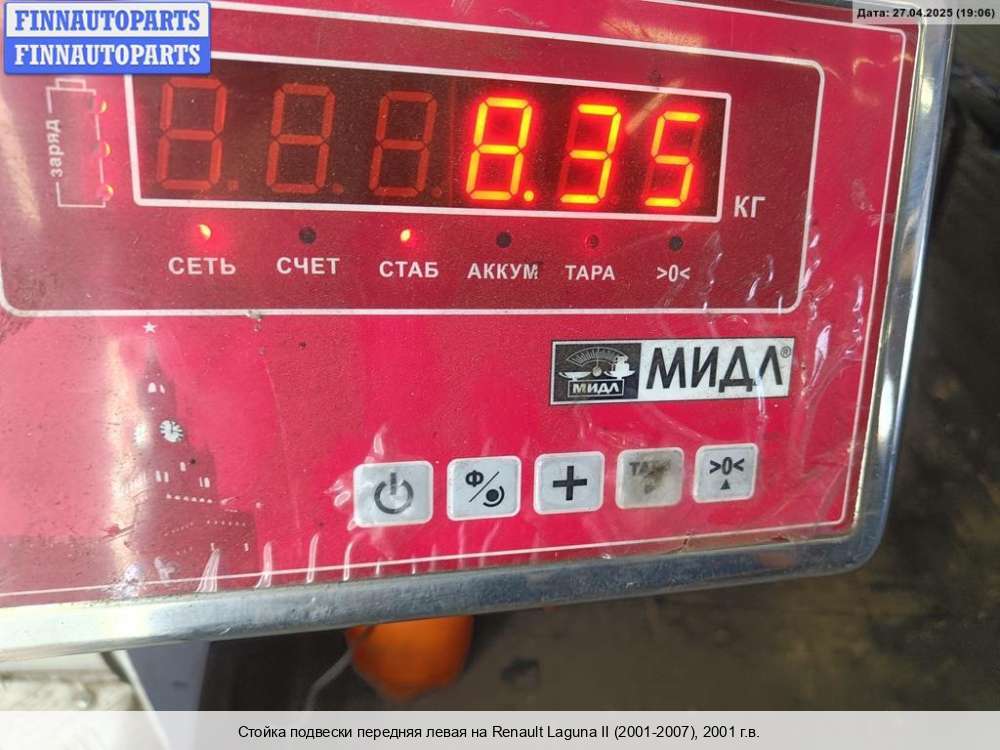 FINNAUTOPARTS
FINNAUTOPARTS
Дата: 27.04.2025 (19:06)
заряд
8.35
КГ
СЕТЬ СЧЕТ СТАБ АККУМ ТАРА >0<
МИДЛ
МИДЛ®
Ф
ТАРА >0<
Стойка подвески передняя левая на Renault Laguna II (2001-2007), 2001 г.в.